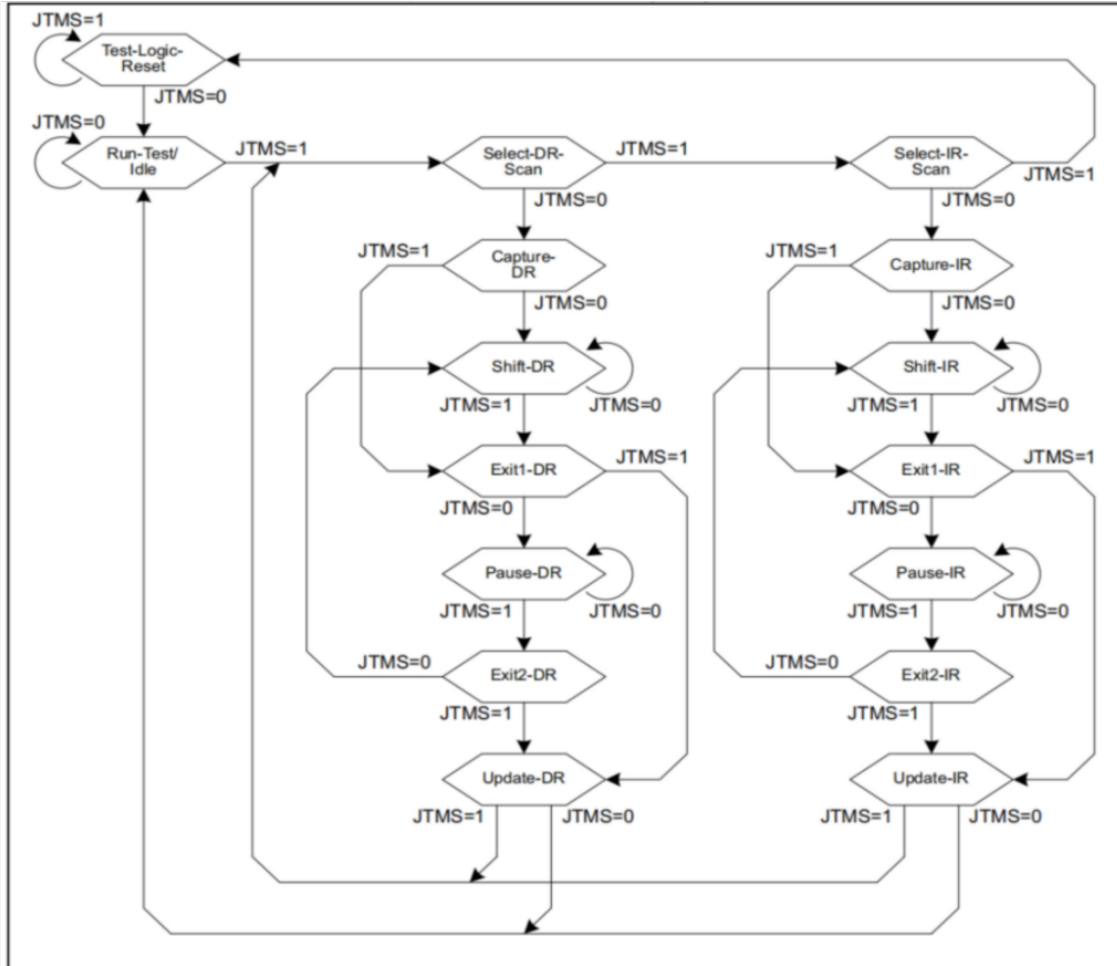 JTMS=1
Test-Logic-
Reset
JTMS=0
JTMS=0
Run-Test/
Idle
JTMS=1
Select-DR-
Scan
JTMS=1
Select-IR-
Scan
JTMS=1
JTMS=0
JTMS=0
JTMS=1
Capture-
DR
JTMS=1
Capture-IR
JTMS=0
JTMS=0
Shift-DR
Shift-IR
JTMS=1
JTMS=0
JTMS=1
JTMS=0
Exit1-DR
JTMS=1
Exit1-IR
JTMS=1
JTMS=0
JTMS=0
Pause-DR
Pause-IR
JTMS=1
JTMS=0
JTMS=1
JTMS=0
JTMS=0
Exit2-DR
JTMS=0
Exit2-IR
JTMS=1
JTMS=1
Update-DR
Update-IR
JTMS=1
JTMS=0
JTMS=1
JTMS=0